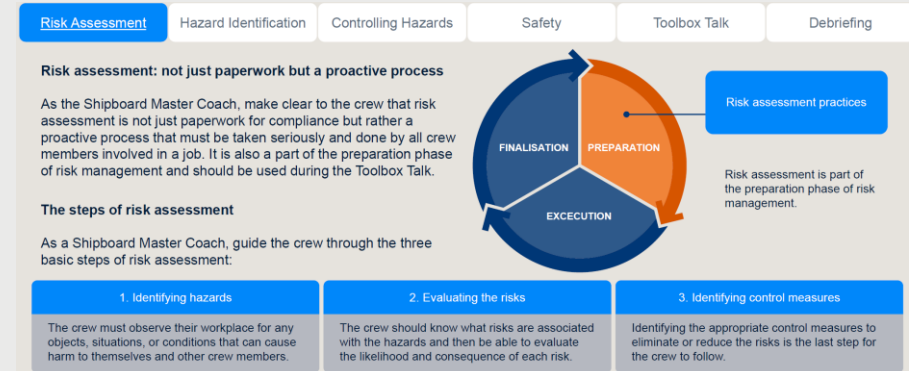 Risk Assessment
Hazard Identification
Controlling Hazards
Safety
Toolbox Talk
Debriefing
Risk assessment: not just paperwork but a proactive process
As the Shipboard Master Coach, make clear to the crew that risk
assessment is not just paperwork for compliance but rather a
proactive process that must be taken seriously and done by all crew
members involved in a job. It is also a part of the preparation phase
of risk management and should be used during the Toolbox Talk.
The steps of risk assessment
As a Shipboard Master Coach, guide the crew through the three
basic steps of risk assessment:
FINALISATION
PREPARATION
EXCECUTION
Risk assessment practices
Risk assessment is part of
the preparation phase of risk
management.
1. Identifying hazards
The crew must observe their workplace for any
objects, situations, or conditions that can cause
harm to themselves and other crew members.
2. Evaluating the risks
The crew should know what risks are associated
with the hazards and then be able to evaluate
the likelihood and consequence of each risk.
3. Identifying control measures
Identifying the appropriate control measures to
eliminate or reduce the risks is the last step for
the crew to follow.